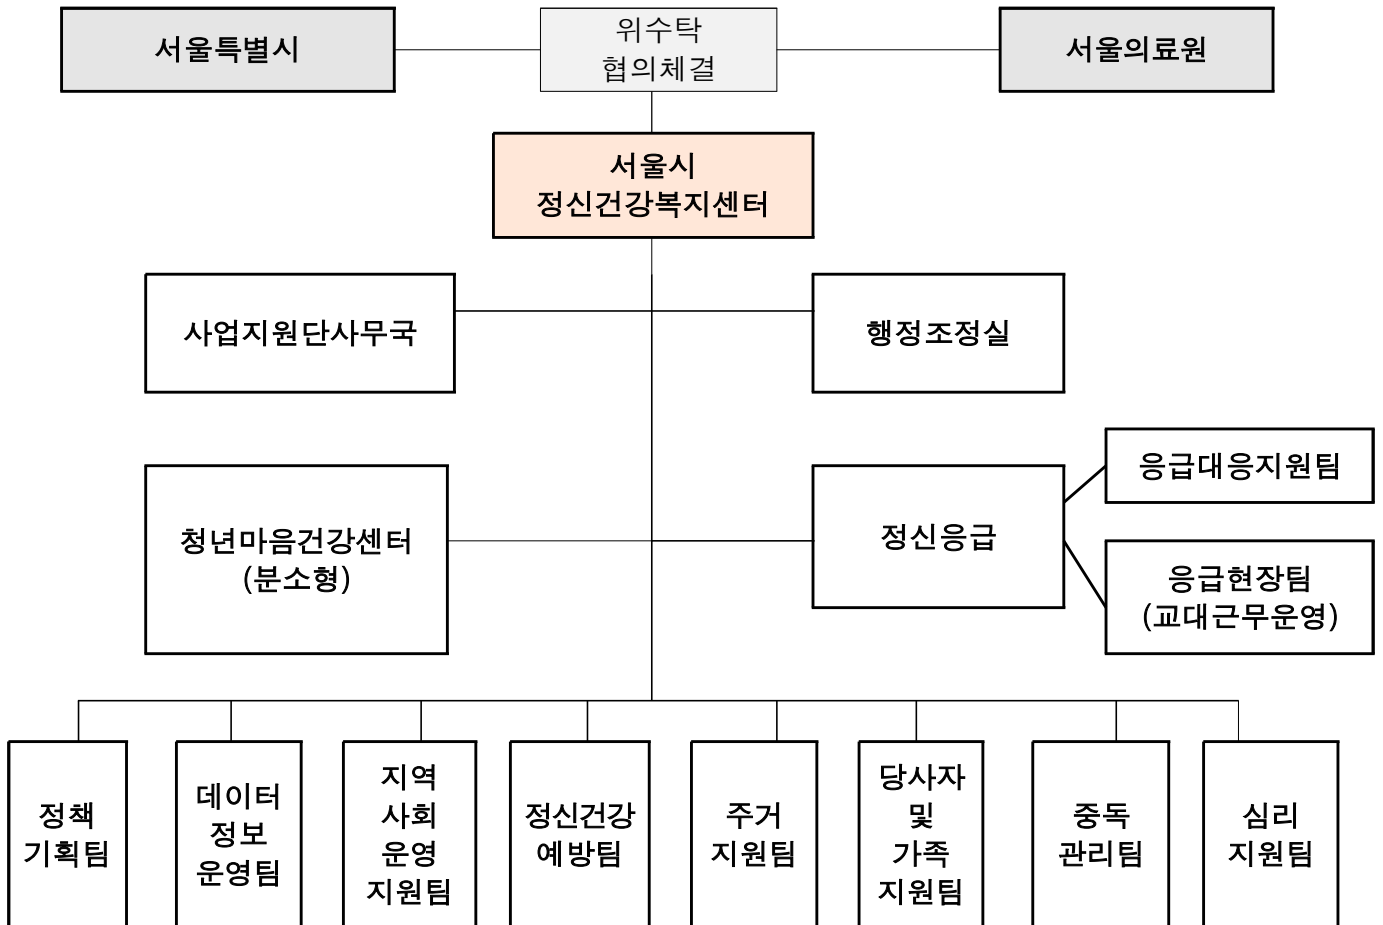 서울특별시
위수탁
협의체결
서울의료원
서울시
정신건강복지센터
사업지원단사무국
행정조정실
청년마음건강센터
(분소형)
정신응급
응급대응지원팀
응급현장팀
(교대근무운영)
정책
기획팀
데이터
정보
운영팀
지역
사회
운영
지원팀
정신건강
예방팀
주거
지원팀
당사자
및
가족
지원팀
중독
관리팀
심리
지원팀